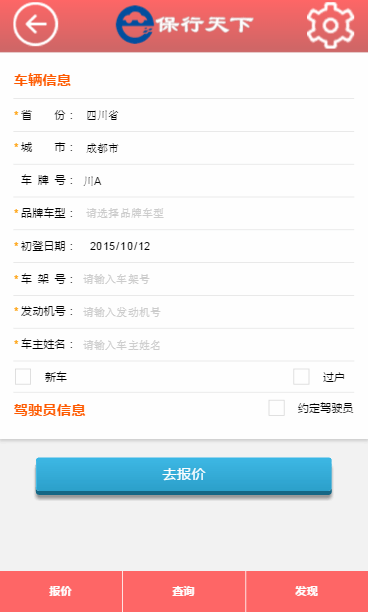 保行天下
车辆信息
*省 份： 四川省
*城 市： 成都市
车 牌 号： 川A
*品牌车型： 请选择品牌车型
*初登日期： 2015/10/12
*车 架 号： 请输入车架号
*发动机号： 请输入发动机号
*车主姓名： 请输入车主姓名
新车 过户
驾驶员信息 约定驾驶员
去报价
报价 查询 发现